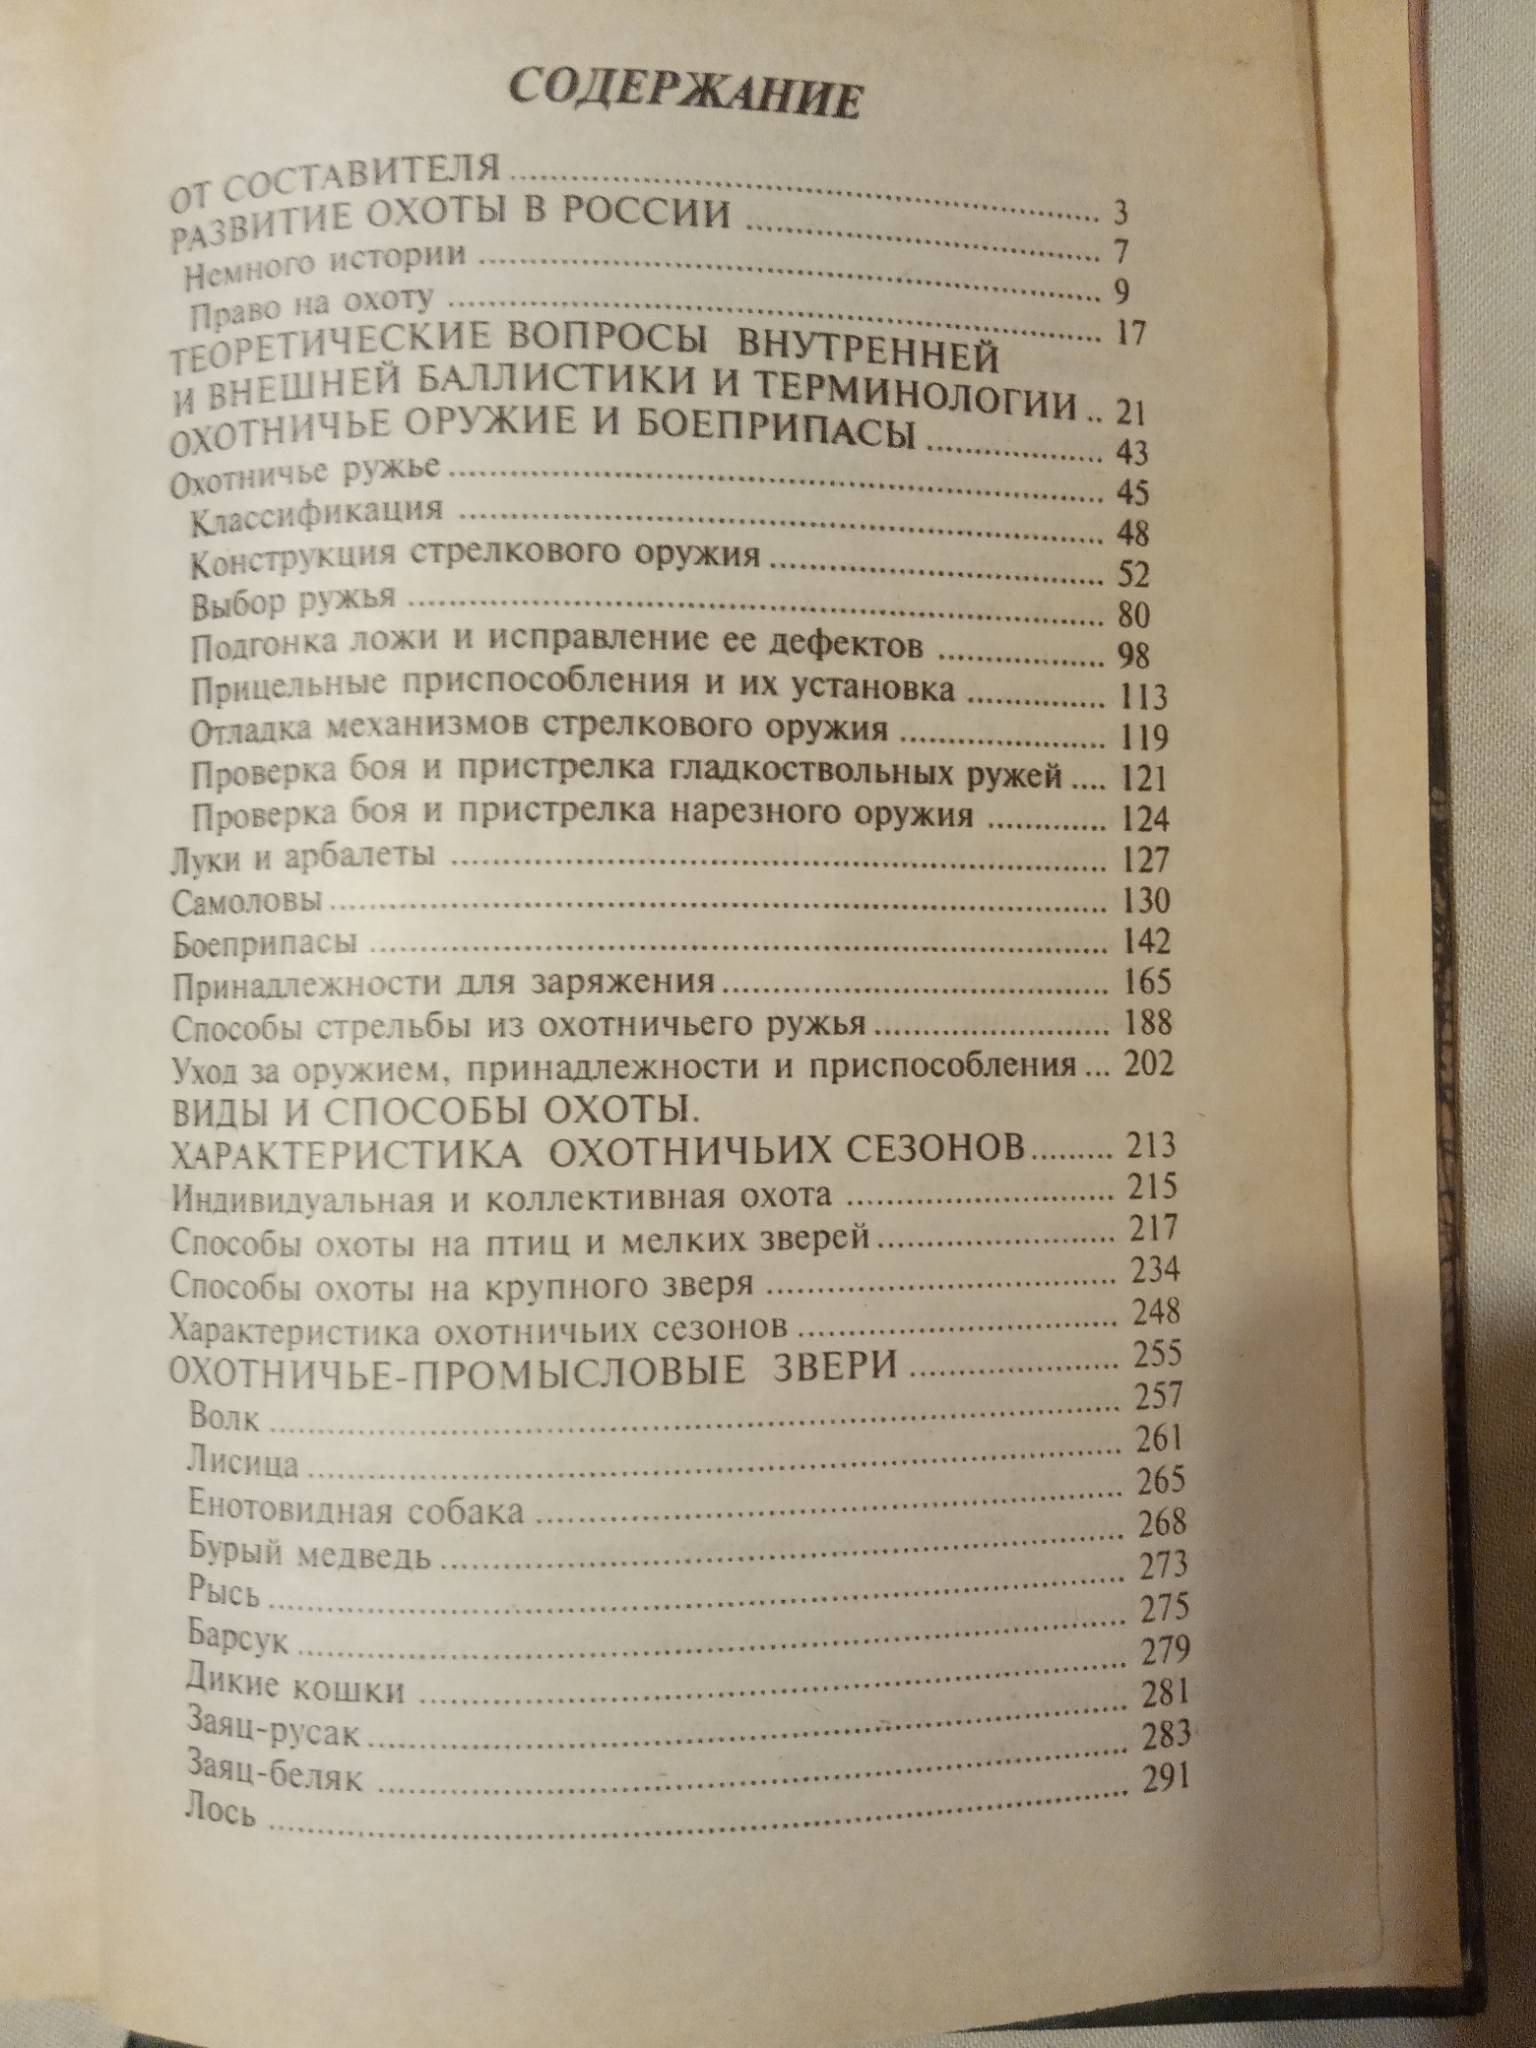 СОДЕРЖАНИЕ
ОТ СОСТАВИТЕЛЯ ........ 3
РАЗВИТИЕ ОХОТЫ В РОССИИ ........ 7
Немного истории ........ 9
Право на охоту ........ 17
ТЕОРЕТИЧЕСКИЕ ВОПРОСЫ ВНУТРЕННЕЙ
И ВНЕШНЕЙ БАЛЛИСТИКИ И ТЕРМИНОЛОГИИ .. 21
ОХОТНИЧЬЕ ОРУЖИЕ И БОЕПРИПАСЫ ........ 43
Охотничье ружье ........ 45
Классификация ........ 48
Конструкция стрелкового оружия ........ 52
Выбор ружья ........ 80
Подгонка ложи и исправление ее дефектов ........ 98
Прицельные приспособления и их установка ........ 113
Отладка механизмов стрелкового оружия ........ 119
Проверка боя и пристрелка гладкоствольных ружей .... 121
Проверка боя и пристрелка нарезного оружия ........ 124
Луки и арбалеты ........ 127
Самоловы ........ 130
Боеприпасы ........ 142
Принадлежности для заряжения ........ 165
Способы стрельбы из охотничьего ружья ........ 188
Уход за оружием, принадлежности и приспособления ... 202
ВИДЫ И СПОСОБЫ ОХОТЫ.
ХАРАКТЕРИСТИКА ОХОТНИЧЬИХ СЕЗОНОВ ........ 213
Индивидуальная и коллективная охота ........ 215
Способы охоты на птиц и мелких зверей ........ 217
Способы охоты на крупного зверя ........ 234
Характеристика охотничьих сезонов ........ 248
ОХОТНИЧЬЕ-ПРОМЫСЛОВЫЕ ЗВЕРИ ........ 255
Волк ........ 257
Лисица ........ 261
Енотовидная собака ........ 265
Бурый медведь ........ 268
Рысь ........ 273
Барсук ........ 275
Дикие кошки ........ 279
Заяц-русак ........ 281
Заяц-беляк ........ 283
Лось ........ 291